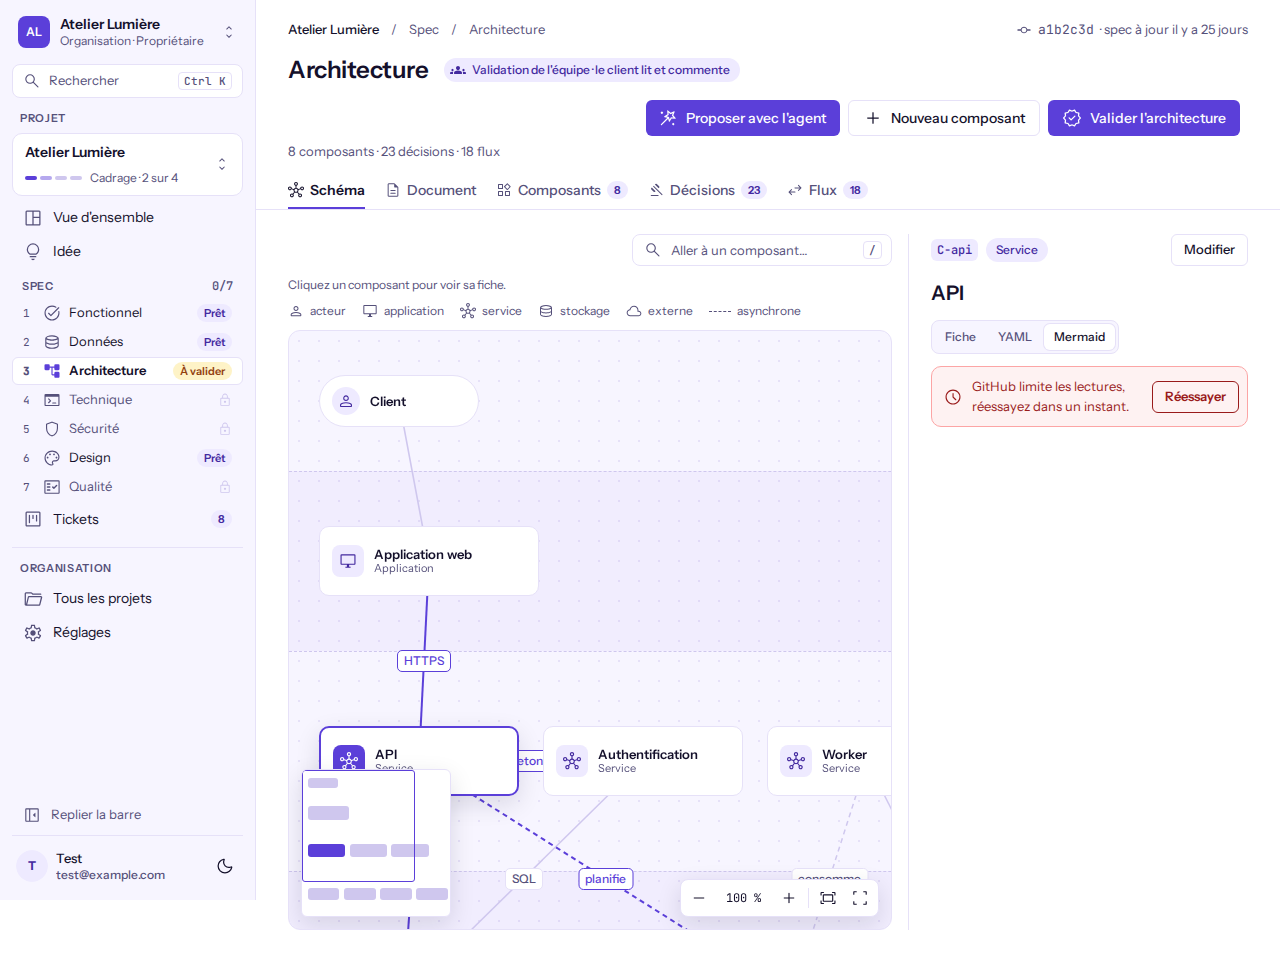 AL
Atelier Lumière
Organisation·Propriétaire
Rechercher
Ctrl K
PROJET
Atelier Lumière
Cadrage·2 sur 4
Vue d'ensemble
Idée
SPEC 0/7
1 Fonctionnel Prêt
2 Données Prêt
3 Architecture À valider
4 Technique
5 Sécurité
6 Design Prêt
7 Qualité
Tickets 8
ORGANISATION
Tous les projets
Réglages
Replier la barre
T
Test
test@example.com
Atelier Lumière / Spec / Architecture
a1b2c3d ·spec à jour il y a 25 jours
Architecture
Validation de l'équipe·le client lit et commente
Proposer avec l'agent
Nouveau composant
Valider l'architecture
8 composants·23 décisions·18 flux
Schéma
Document
Composants 8
Décisions 23
Flux 18
Aller à un composant…
/
Cliquez un composant pour voir sa fiche.
acteur
application
service
stockage
externe
asynchrone
Client
Application web
Application
HTTPS
API
Service
eton
Authentification
Service
Worker
Service
SQL
planifie
consomme
100 %
C-api
Service
Modifier
API
Fiche
YAML
Mermaid
GitHub limite les lectures,
réessayez dans un instant.
Réessayer